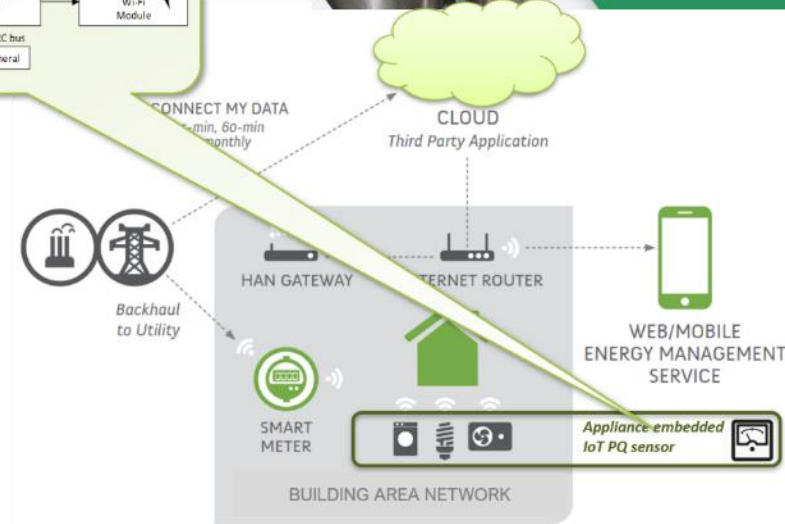 Wi-Fi
Module
C bus
heral
CONNECT MY DATA
-min, 60-min
monthly
CLOUD
Third Party Application
HAN GATEWAY
TERNET ROUTER
Backhaul
to Utility
WEB/MOBILE
ENERGY MANAGEMENT
SERVICE
SMART
METER
Appliance embedded
IoT PQ sensor
BUILDING AREA NETWORK